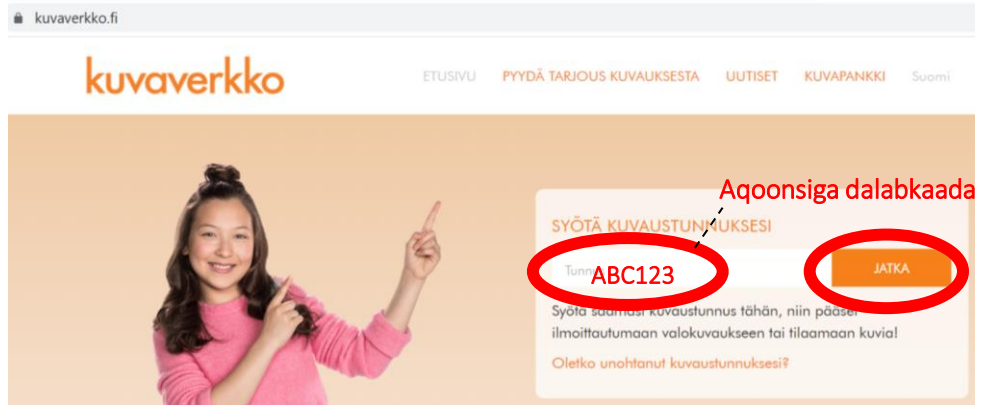 kuvaverkko.fi
kuvaverkko
ETUSIVU PYYDÄ TARJOUS KUVAUKSESTA UUTISET KUVAPANKKI Suomi
Aqoonsiga dalabkaada
SYÖTÄ KUVAUSTUNNUKSESI
ABC123
JATKA
Syötä saamasi kuvaustunnus tähän, niin pääset
ilmoittautumaan valokuvaukseen tai tilaamaan kuvia!
Oletko unohtanut kuvaustunnuksesi?